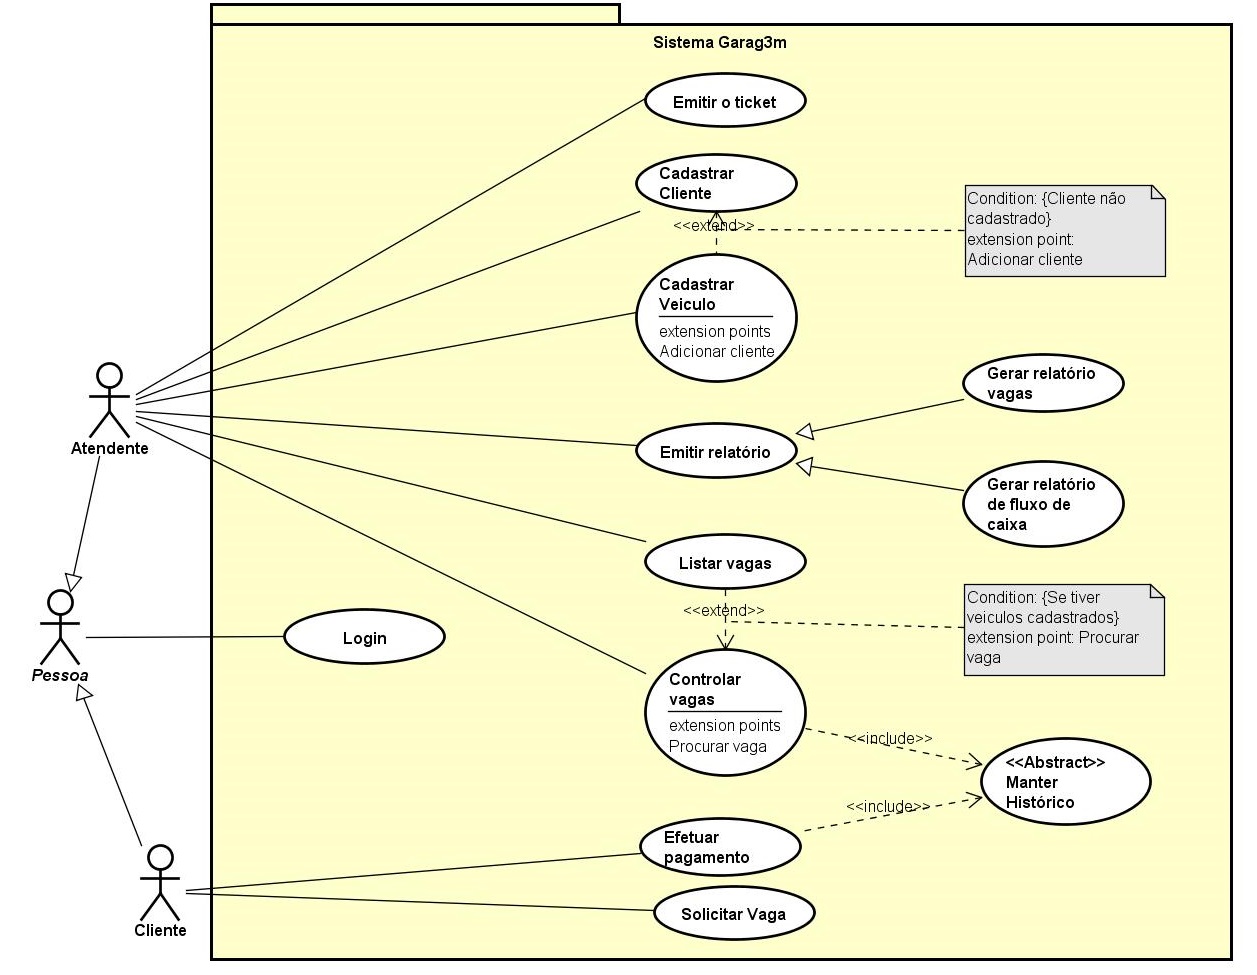 Sistema Garag3m
Emitir o ticket
Cadastrar
Cliente
<<extend>>
Condition: {Cliente não
cadastrado}
extension point:
Adicionar cliente
Cadastrar
Veiculo
extension points
Adicionar cliente
Atendente
Gerar relatório
vagas
Emitir relatório
Gerar relatório
de fluxo de
caixa
Listar vagas
<<extend>>
Condition: {Se tiver
veiculos cadastrados}
extension point: Procurar
vaga
Login
Pessoa
Controlar
vagas
extension points
Procurar vaga
<<include>>
<<Abstract>>
Manter
Histórico
<<include>>
Efetuar
pagamento
Solicitar Vaga
Cliente